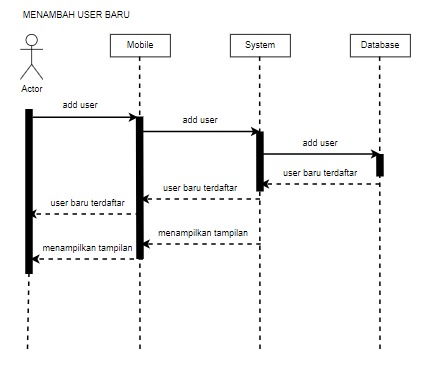 MENAMBAH USER BARU
Mobile
System
Database
Actor
add user
add user
add user
user baru terdaftar
user baru terdaftar
user baru terdaftar
menampilkan tampilan
menampilkan tampilan